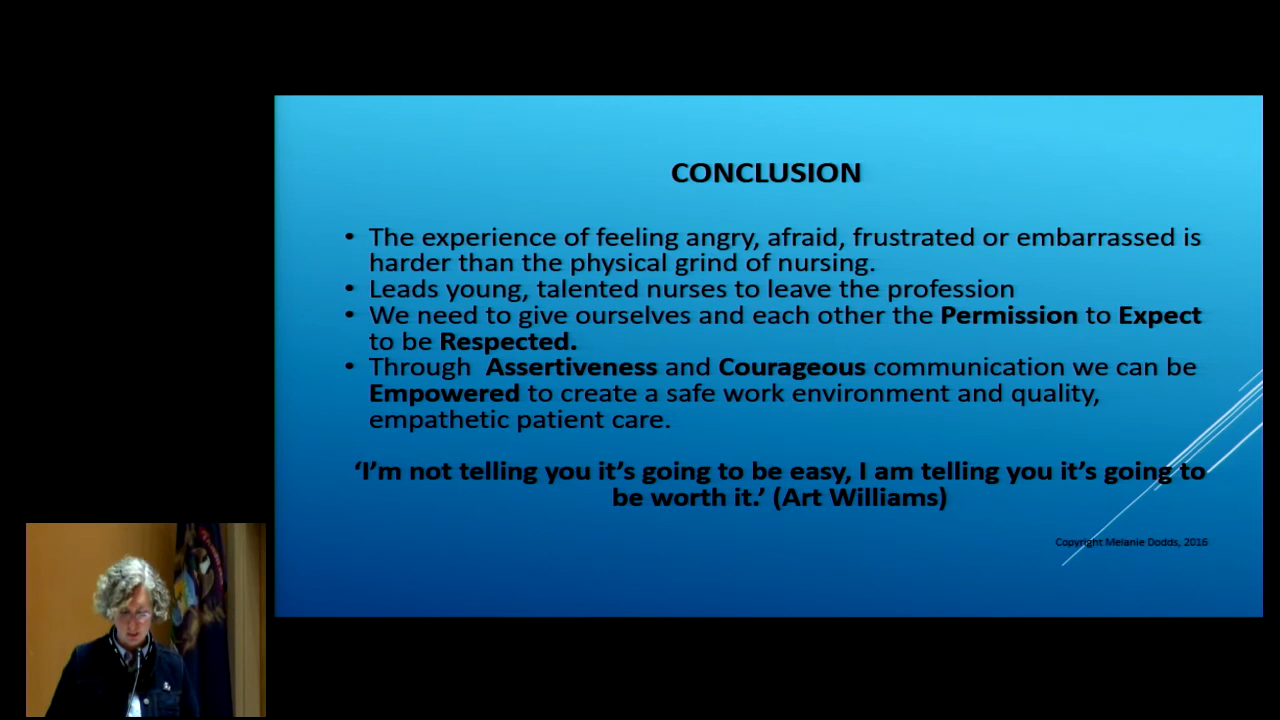 CONCLUSION
• The experience of feeling angry, afraid, frustrated or embarrassed is
harder than the physical grind of nursing.
• Leads young, talented nurses to leave the profession
• We need to give ourselves and each other the Permission to Expect
to be Respected.
• Through Assertiveness and Courageous communication we can be
Empowered to create a safe work environment and quality,
empathetic patient care.
‘I’m not telling you it’s going to be easy, I am telling you it’s going to
be worth it.’ (Art Williams)
Copyright Melanie Dodds, 2016